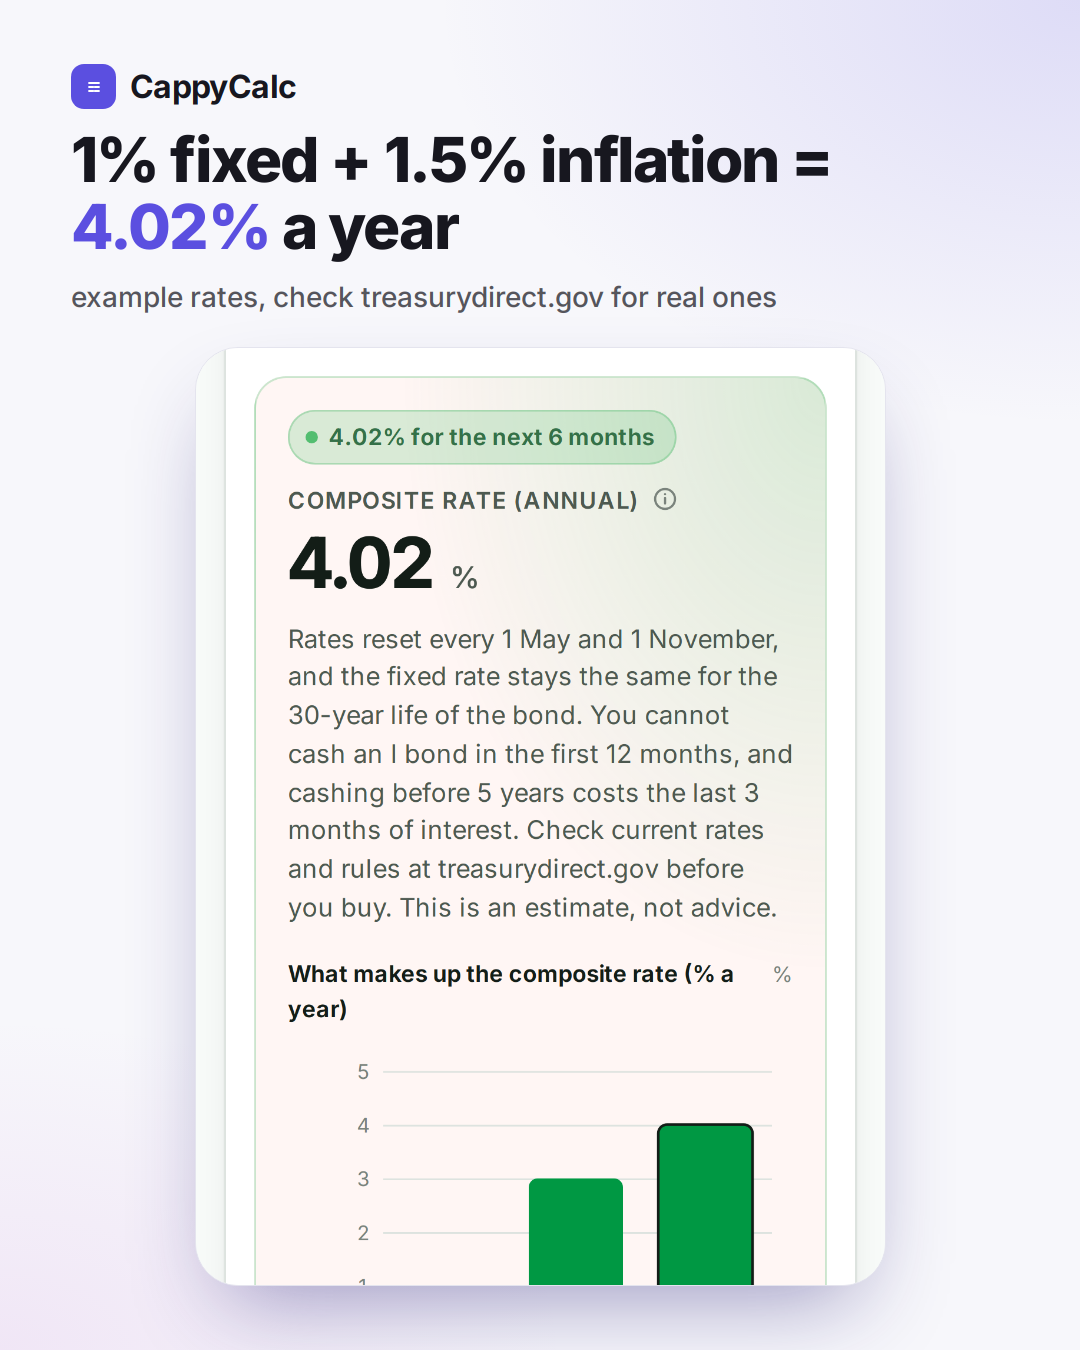 CappyCalc
1% fixed + 1.5% inflation =
4.02% a year
example rates, check treasurydirect.gov for real ones
4.02% for the next 6 months
COMPOSITE RATE (ANNUAL)
4.02 %
Rates reset every 1 May and 1 November,
and the fixed rate stays the same for the
30-year life of the bond. You cannot
cash an I bond in the first 12 months, and
cashing before 5 years costs the last 3
months of interest. Check current rates
and rules at treasurydirect.gov before
you buy. This is an estimate, not advice.
What makes up the composite rate (% a %
year)
5
4
3
2
1